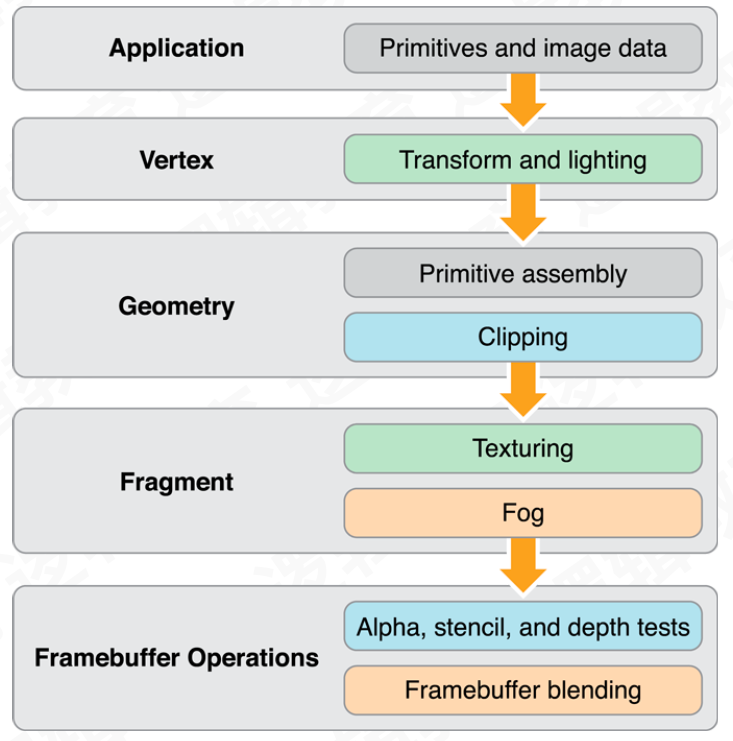 Application
Primitives and image data
Vertex
Transform and lighting
Geometry
Primitive assembly
Clipping
Fragment
Texturing
Fog
Framebuffer Operations
Alpha, stencil, and depth tests
Framebuffer blending